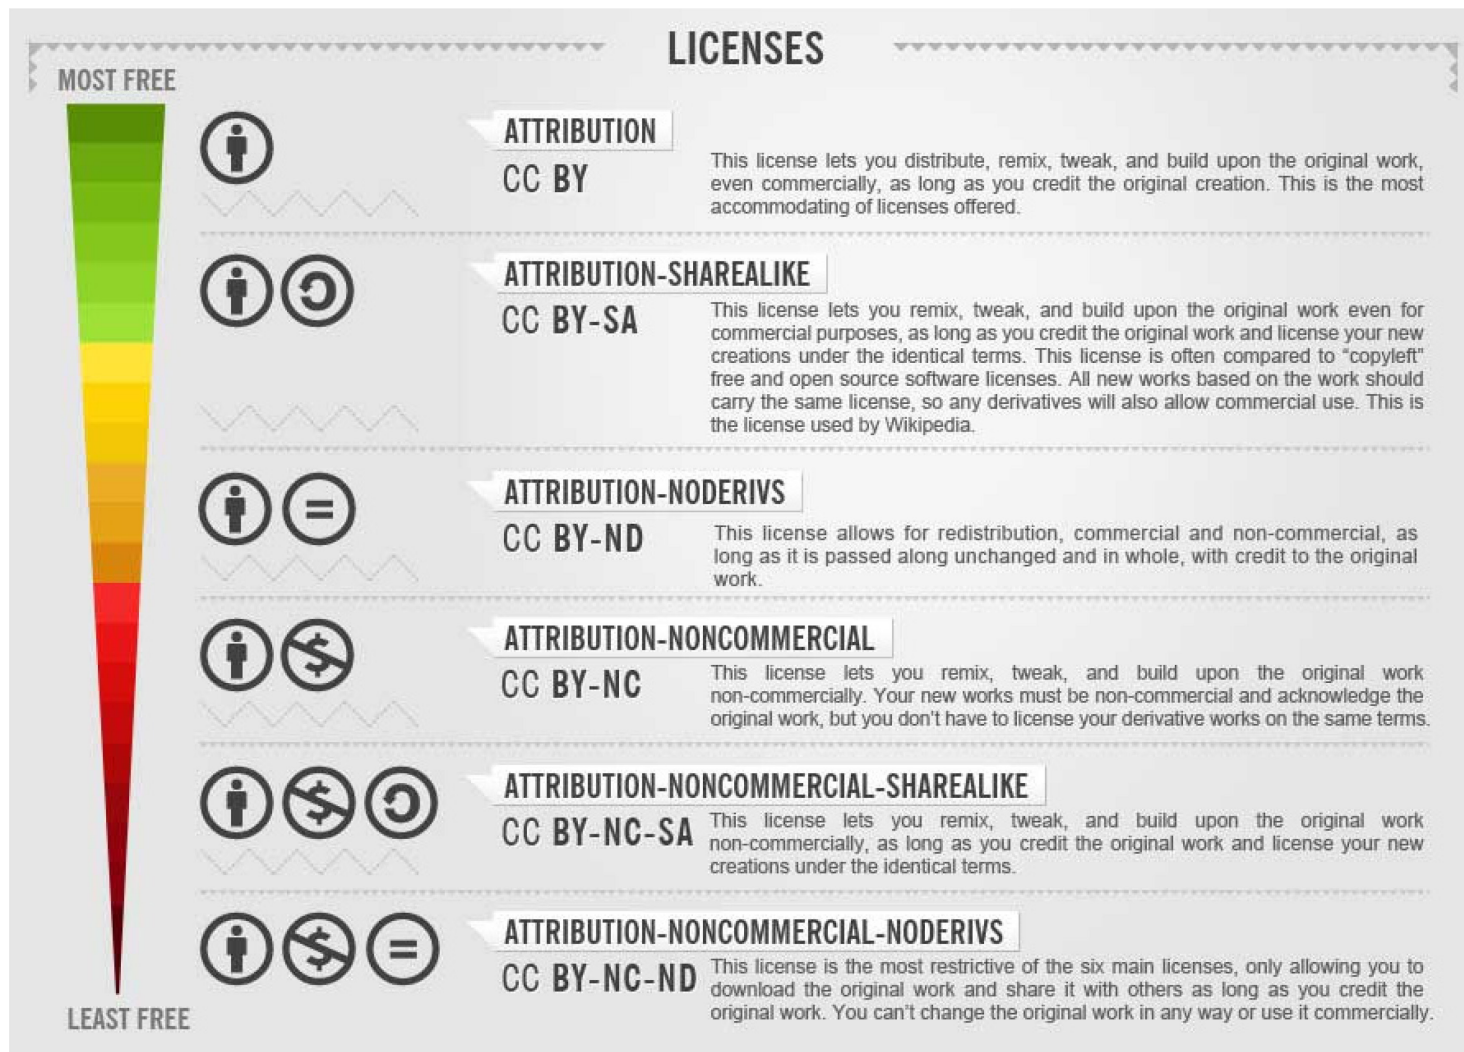 LICENSES
MOST FREE
ATTRIBUTION
CC BY
This license lets you distribute, remix, tweak, and build upon the original work,
even commercially, as long as you credit the original creation. This is the most
accommodating of licenses offered.
ATTRIBUTION-SHAREALIKE
CC BY-SA
This license lets you remix, tweak, and build upon the original work even for
commercial purposes, as long as you credit the original work and license your new
creations under the identical terms. This license is often compared to “copyleft”
free and open source software licenses. All new works based on the work should
carry the same license, so any derivatives will also allow commercial use. This is
the license used by Wikipedia.
ATTRIBUTION-NODERIVS
CC BY-ND
This license allows for redistribution, commercial and non-commercial, as
long as it is passed along unchanged and in whole, with credit to the original
work.
ATTRIBUTION-NONCOMMERCIAL
CC BY-NC
This license lets you remix, tweak, and build upon the original work
non-commercially. Your new works must be non-commercial and acknowledge the
original work, but you don't have to license your derivative works on the same terms.
ATTRIBUTION-NONCOMMERCIAL-SHAREALIKE
CC BY-NC-SA
This license lets you remix, tweak, and build upon the original work
non-commercially, as long as you credit the original work and license your new
creations under the identical terms.
ATTRIBUTION-NONCOMMERCIAL-NODERIVS
CC BY-NC-ND
This license is the most restrictive of the six main licenses, only allowing you to
download the original work and share it with others as long as you credit the
original work. You can't change the original work in any way or use it commercially.
LEAST FREE